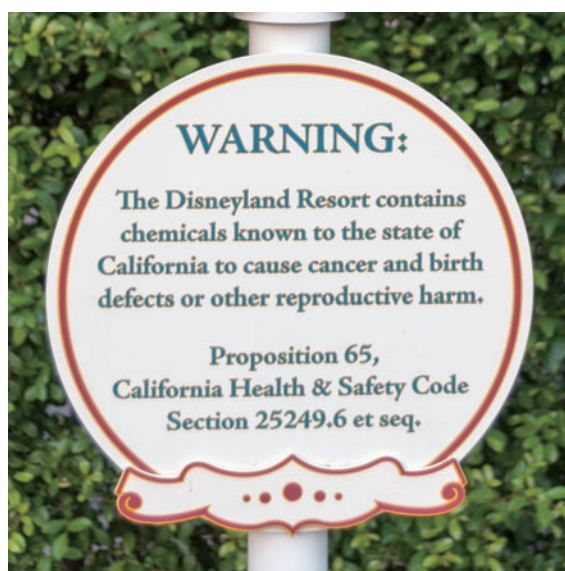 WARNING:
The Disneyland Resort contains
chemicals known to the state of
California to cause cancer and birth
defects or other reproductive harm.
Proposition 65,
California Health & Safety Code
Section 25249.6 et seq.